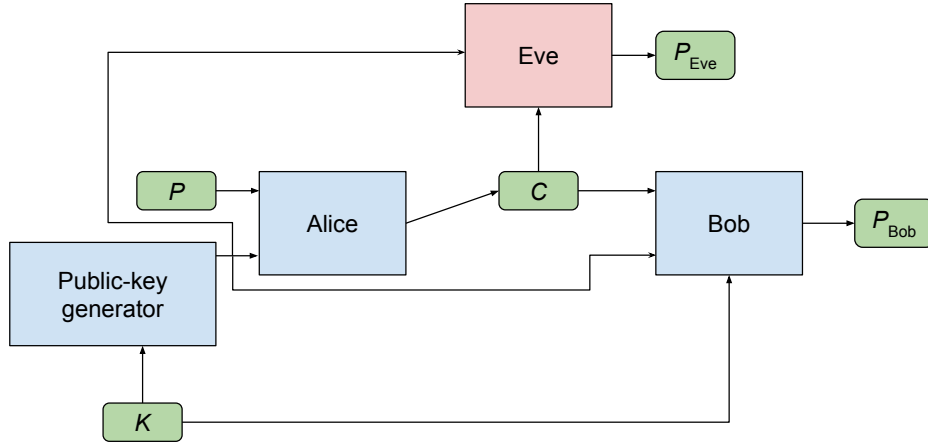 Eve
P_Eve
P
Alice
C
Bob
P_Bob
Public-key
generator
K